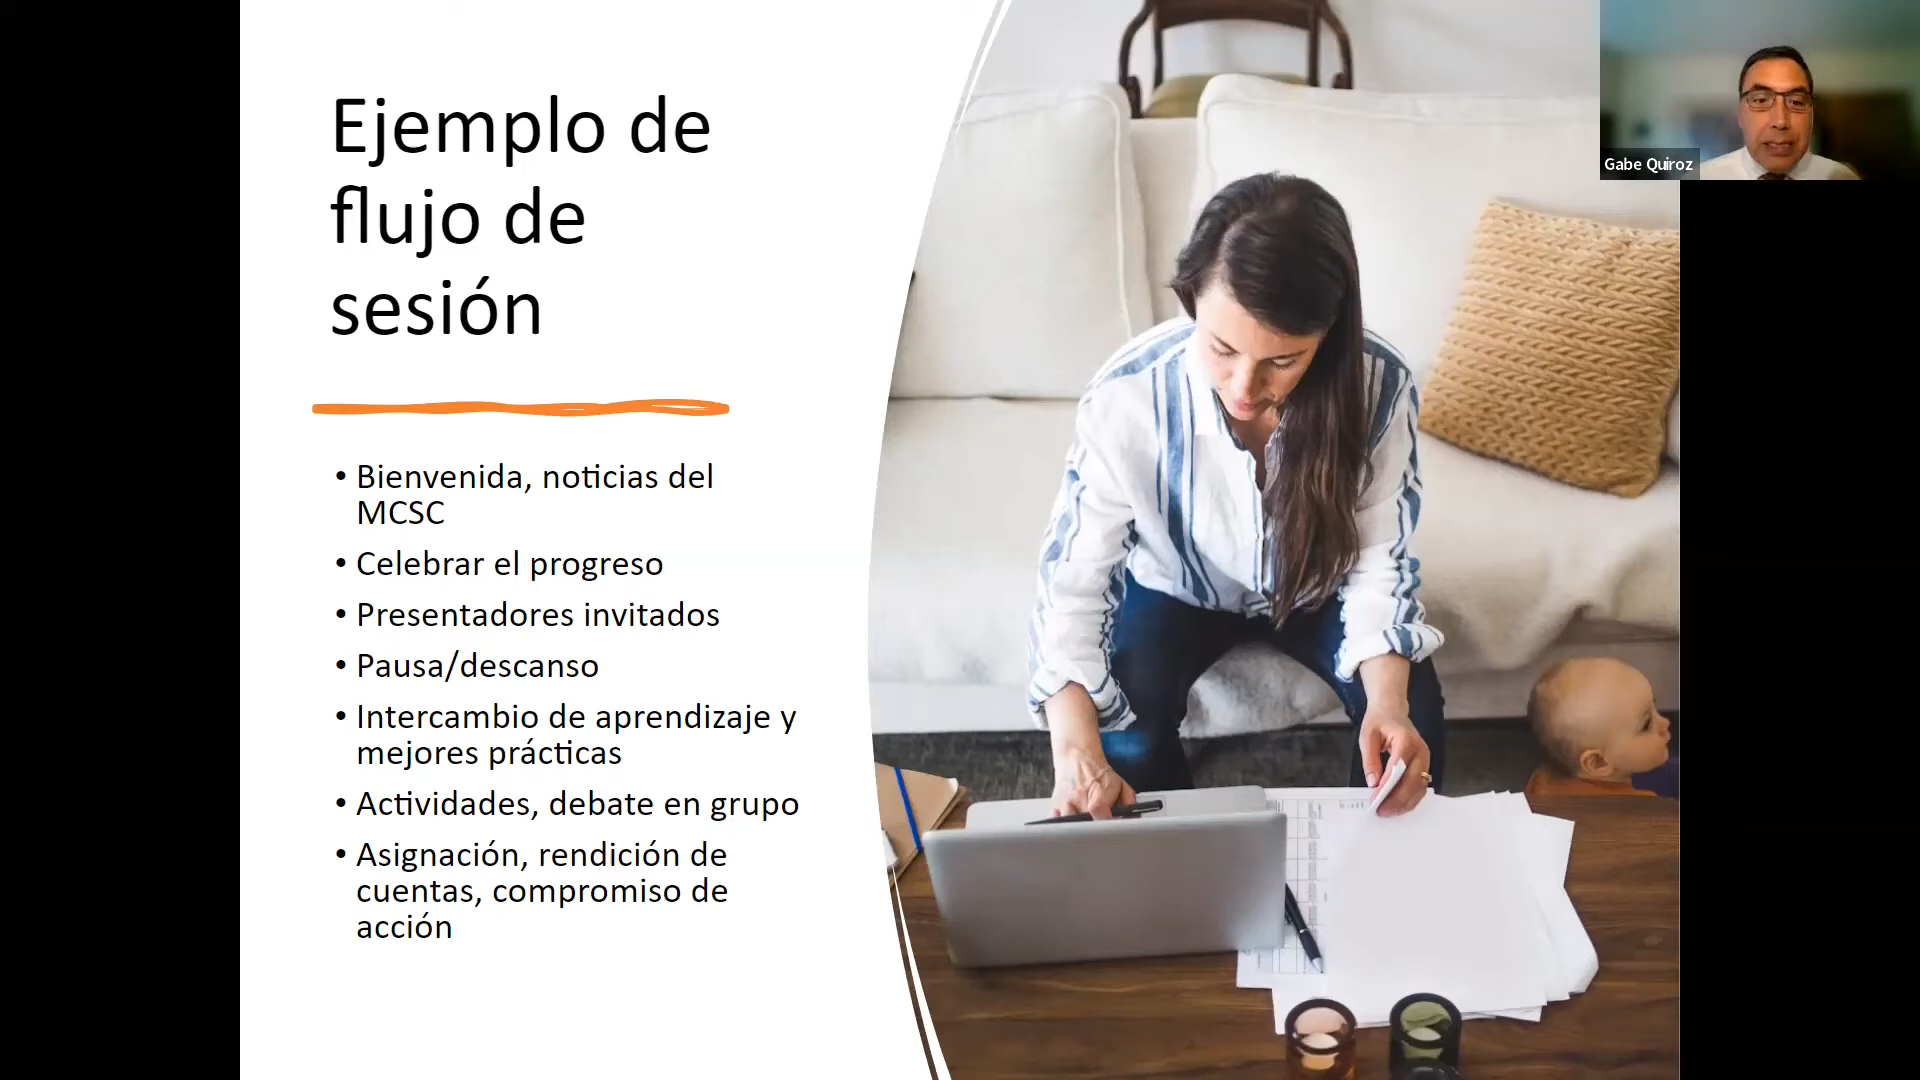 Ejemplo de
flujo de
sesión
• Bienvenida, noticias del
MCSC
• Celebrar el progreso
• Presentadores invitados
• Pausa/descanso
• Intercambio de aprendizaje y
mejores prácticas
• Actividades, debate en grupo
• Asignación, rendición de
cuentas, compromiso de
acción
Gabe Quiroz